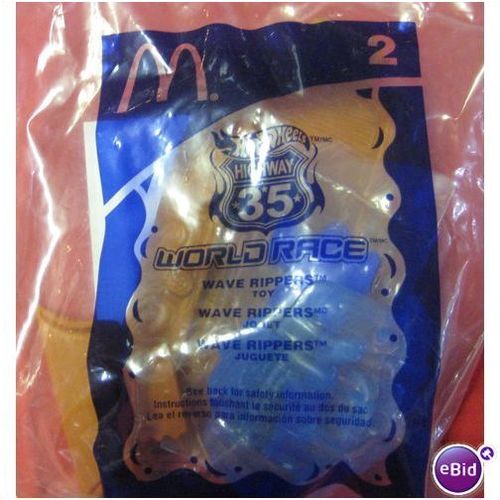 2
Hot Wheels TM/MC
HIGHWAY
35
WORLD RACE TM/MC
WAVE RIPPERS™
TOY
WAVE RIPPERS MD
JOUET
WAVE RIPPERS™
JUGUETE
See back for safety information.
Instructions touchant la sécurité au dos du sac
Lea el reverso para información sobre seguridad.
eBid